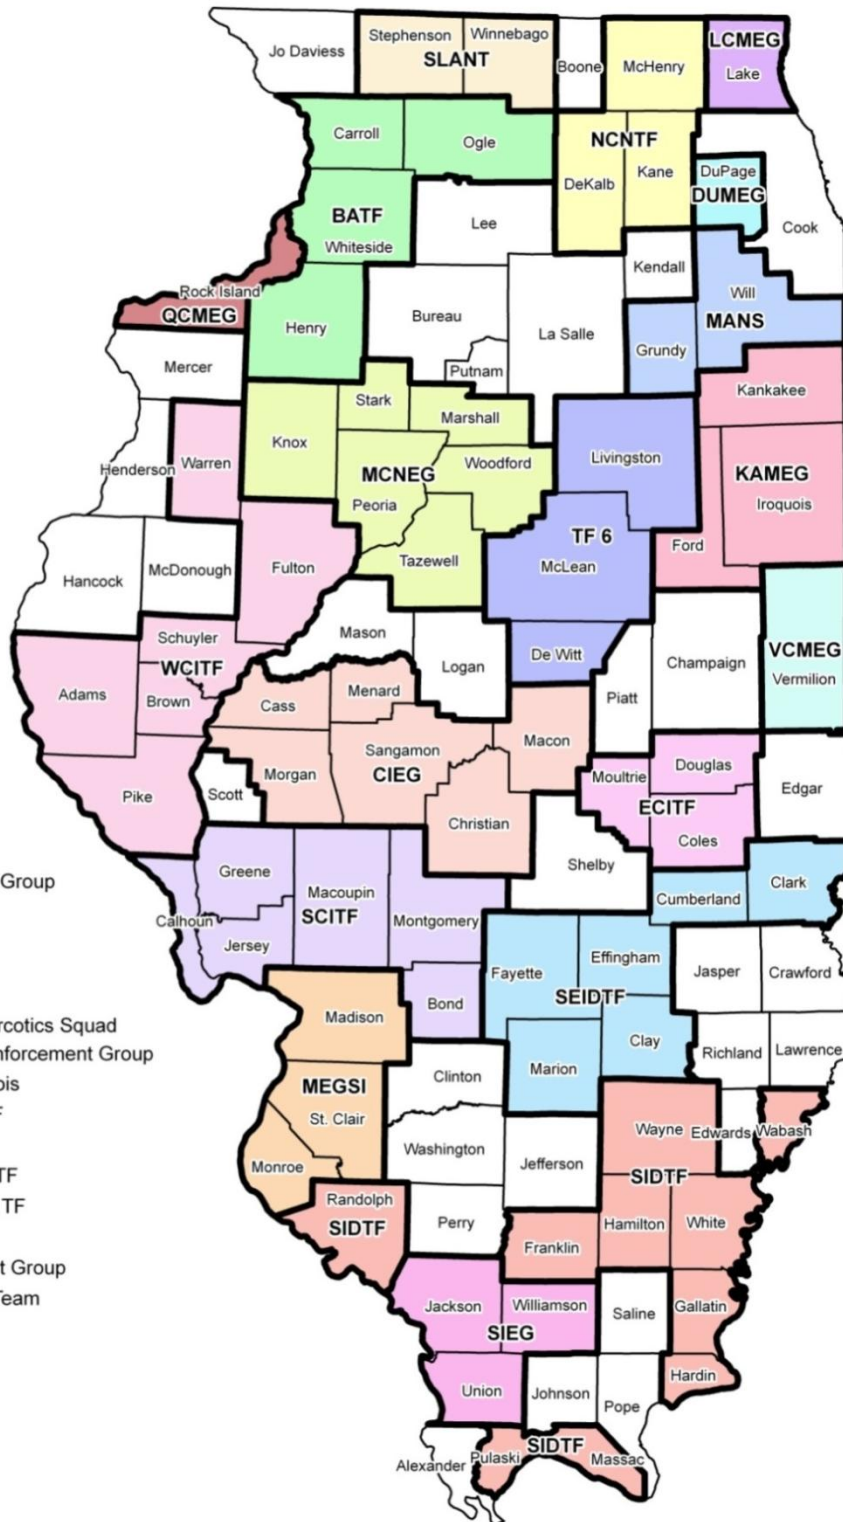 Jo Daviess
Stephenson
Winnebago
SLANT
Boone
McHenry
LCMEG
Lake
Carroll
Ogle
NCNTF
DeKalb
Kane
DuPage
DUMEG
Cook
BATF
Whiteside
Lee
Kendall
Rock Island
QCMEG
Henry
Bureau
Putnam
La Salle
Will
MANS
Grundy
Mercer
Kankakee
Stark
Marshall
Knox
Henderson
Warren
MCNEG
Peoria
Woodford
Livingston
KAMEG
Iroquois
Ford
Tazewell
TF 6
McLean
Hancock
McDonough
Fulton
Mason
Logan
De Witt
Piatt
Champaign
VCMEG
Vermilion
Schuyler
WCITF
Adams
Brown
Pike
Cass
Menard
Sangamon
CIEG
Morgan
Scott
Macon
Christian
Moultrie
Douglas
ECITF
Coles
Edgar
Shelby
Group
Greene
Macoupin
SCITF
Calhoun
Jersey
Montgomery
Bond
Cumberland
Clark
Fayette
Effingham
SEIDTF
Jasper
Crawford
Marion
Clay
Richland
Lawrence
rcotics Squad
nforcement Group
ois
F
TF
TF
t Group
Team
Madison
MEGSI
St. Clair
Monroe
Clinton
Washington
Jefferson
Wayne
Edwards
Wabash
SIDTF
Hamilton
White
Randolph
SIDTF
Perry
Franklin
Jackson
Williamson
SIEG
Saline
Gallatin
Hardin
Union
Johnson
Pope
Alexander
Pulaski
SIDTF
Massac